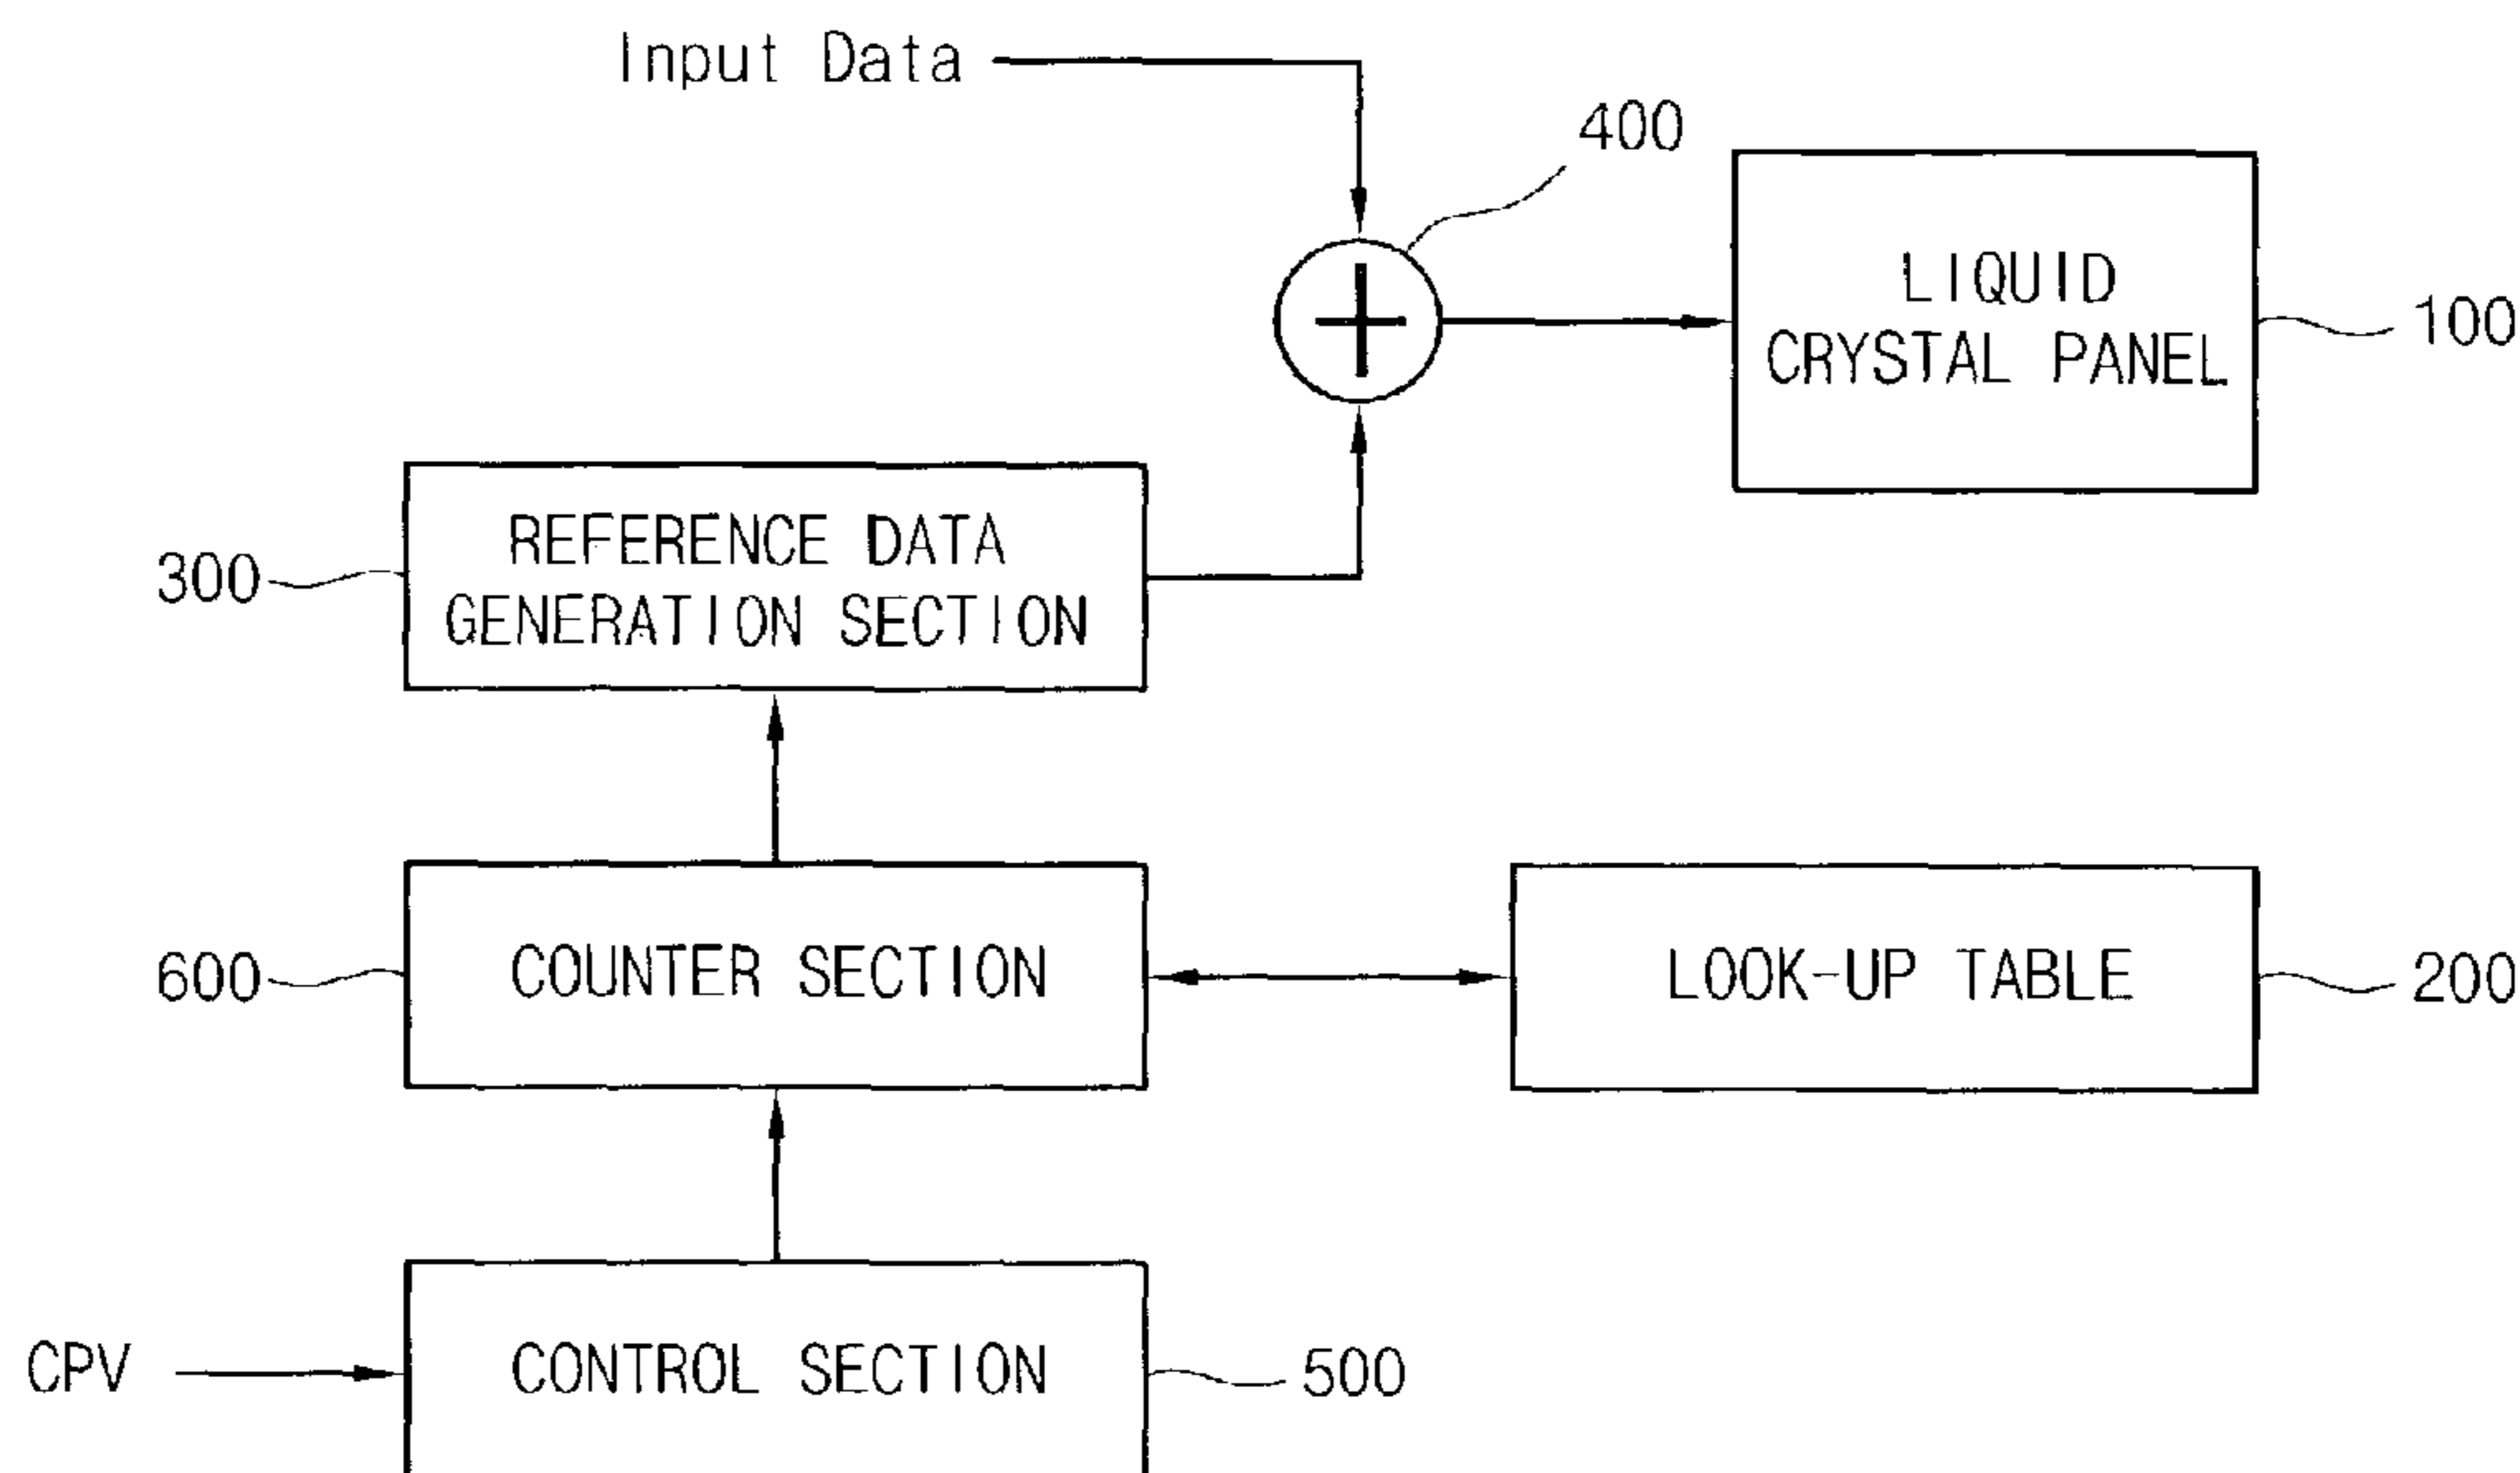 Input Data
400
LIQUID
CRYSTAL PANEL
100
REFERENCE DATA
GENERATION SECTION
300
COUNTER SECTION
600
LOOK-UP TABLE
200
CPV
CONTROL SECTION
500